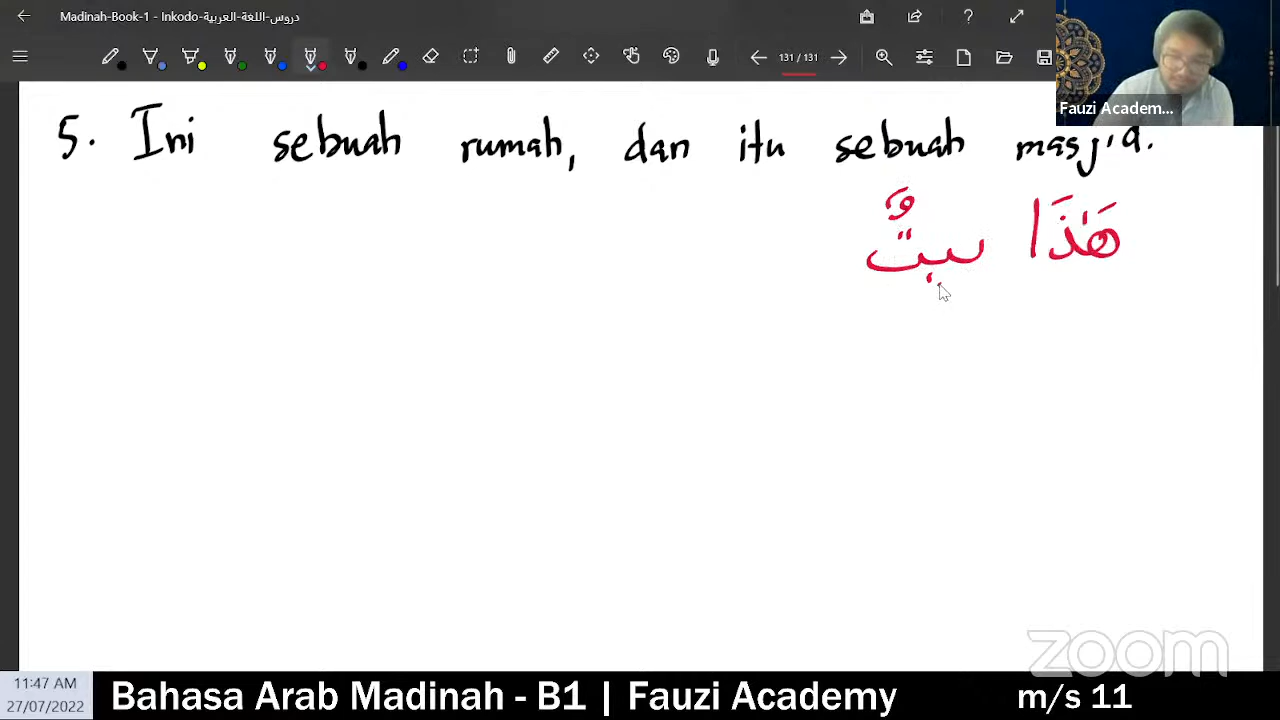 Madinah-Book-1 - Inkodo-دروس-اللغة-العربية
131 / 131
Fauzi Academ...
5. Ini sebuah rumah, dan itu sebuah masjid.
هَٰذَا بيتٌ
zoom
11:47 AM
27/07/2022
Bahasa Arab Madinah - B1 | Fauzi Academy
m/s 11